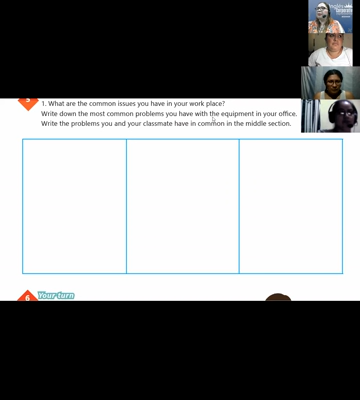 5
1. What are the common issues you have in your work place?
Write down the most common problems you have with the equipment in your office.
Write the problems you and your classmate have in common in the middle section.
6
Your turn